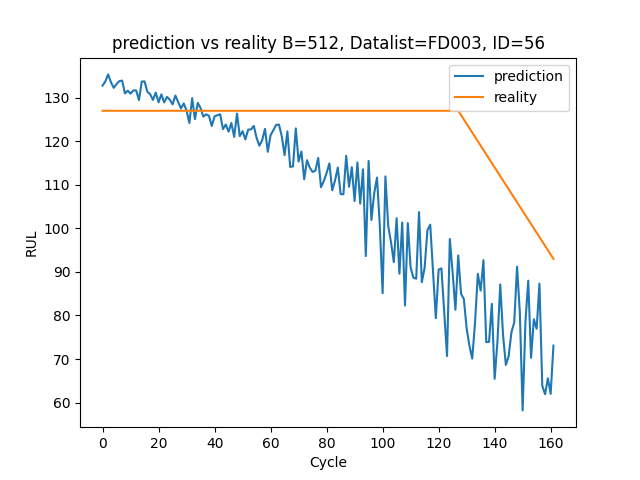 prediction vs reality B=512, Datalist=FD003, ID=56
prediction
reality
RUL
130
120
110
100
90
80
70
60
0 20 40 60 80 100 120 140 160
Cycle